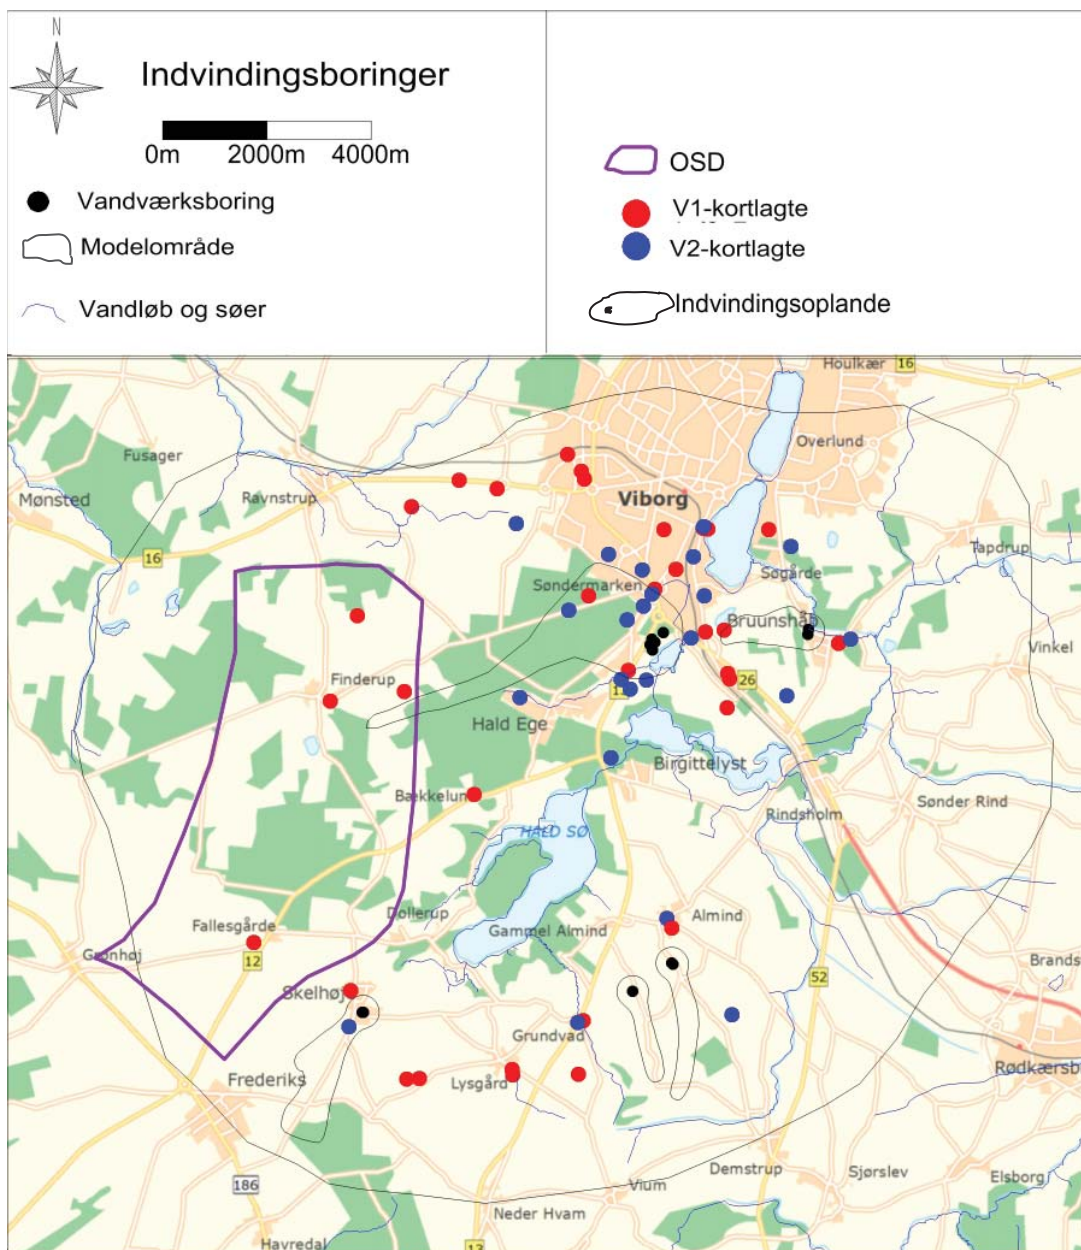 N
Indvindingsboringer
0m 2000m 4000m
Vandværksboring
Modelområde
Vandløb og søer
OSD
V1-kortlagte
V2-kortlagte
Indvindingsoplande
Houlkær
16
Overlund
Fusager
Mønsted
Ravnstrup
Viborg
16
Tapdrup
Søndermarken
Søgårde
Bruunshåb
Vinkel
Finderup
26
Hald Ege
Birgittelyst
Bækkelund
Sønder Rind
Rindsholm
HALD SØ
Dollerup
Almind
Fallesgårde
Gammel Almind
Grønhøj
12
Brands
52
Skelhøj
Grundvad
Rødkærsb
Frederiks
Lysgård
Demstrup
Sjørslev
Elsborg
186
Vium
Neder Hvam
Havredal
13